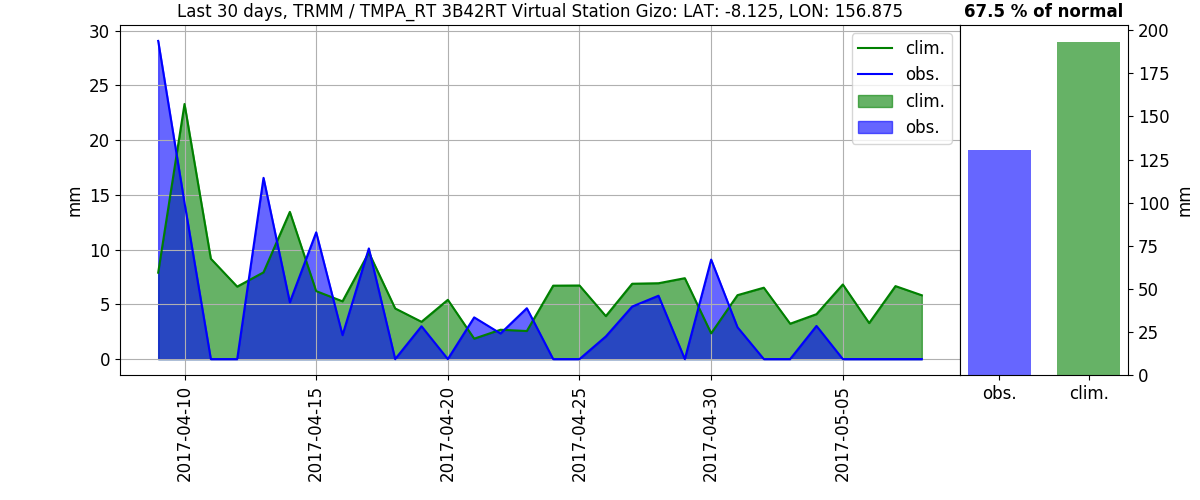 Last 30 days, TRMM / TMPA_RT 3B42RT Virtual Station Gizo: LAT: -8.125, LON: 156.875
67.5 % of normal
30
25
20
15
10
5
0
mm
clim.
obs.
clim.
obs.
2017-04-10
2017-04-15
2017-04-20
2017-04-25
2017-04-30
2017-05-05
200
175
150
125
100
75
50
25
0
mm
obs.
clim.